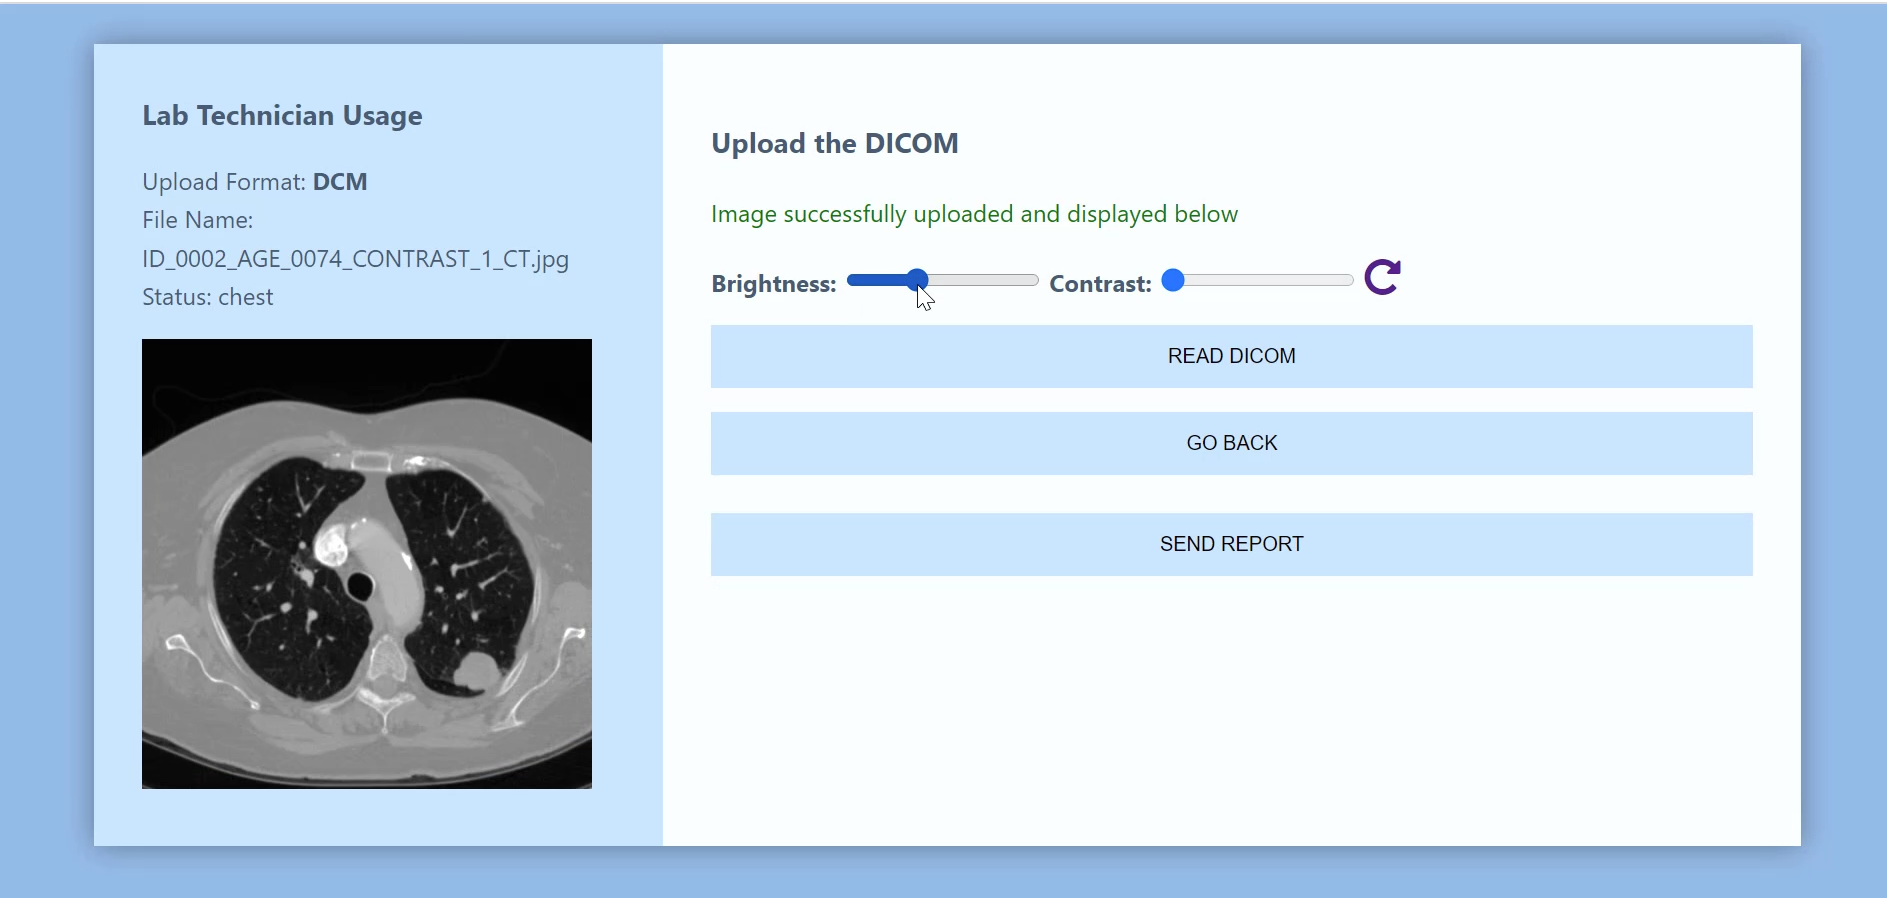 Lab Technician Usage
Upload Format: DCM
File Name:
ID_0002_AGE_0074_CONTRAST_1_CT.jpg
Status: chest
Upload the DICOM
Image successfully uploaded and displayed below
Brightness: Contrast:
READ DICOM
GO BACK
SEND REPORT